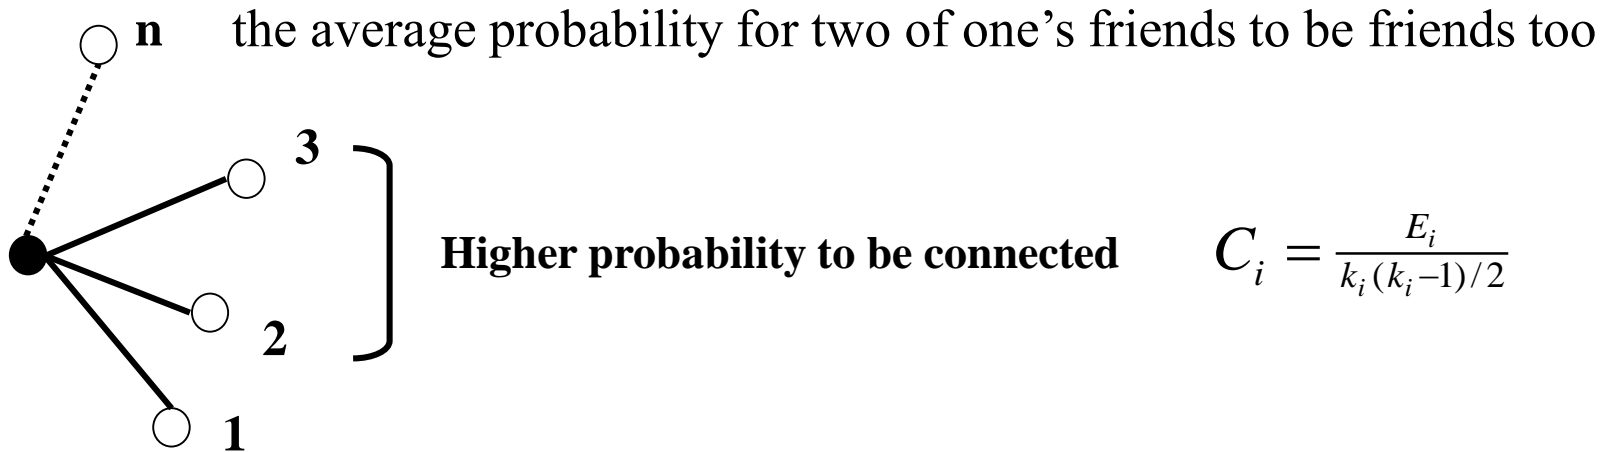 n the average probability for two of one’s friends to be friends too
3
Higher probability to be connected
C_i = E_i / (k_i(k_i−1)/2)
2
1